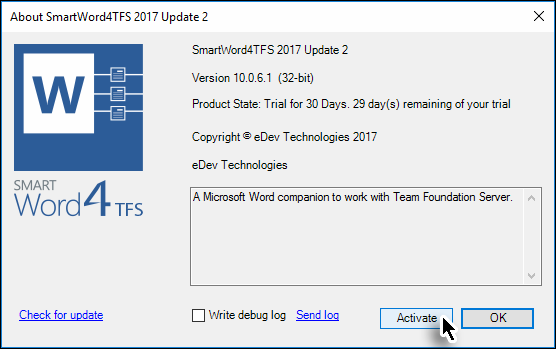 About SmartWord4TFS 2017 Update 2
W
SMART
Word4TFS
SmartWord4TFS 2017 Update 2
Version 10.0.6.1 (32-bit)
Product State: Trial for 30 Days. 29 day(s) remaining of your trial
Copyright © eDev Technologies 2017
eDev Technologies
A Microsoft Word companion to work with Team Foundation Server.
Check for update
Write debug log
Send log
Activate
OK